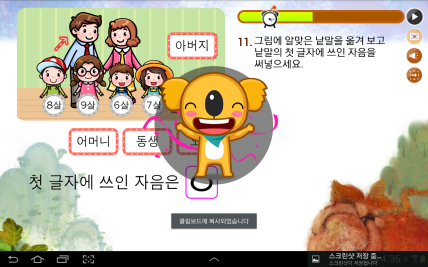 아버지
8살
9살
6살
7살
어머니
동생
첫 글자에 쓰인 자음은
11. 그림에 알맞은 낱말을 옮겨 보고
낱말의 첫 글자에 쓰인 자음을
써넣으세요.
클립보드에 복사되었습니다
스크린샷 저장 중...
4:36